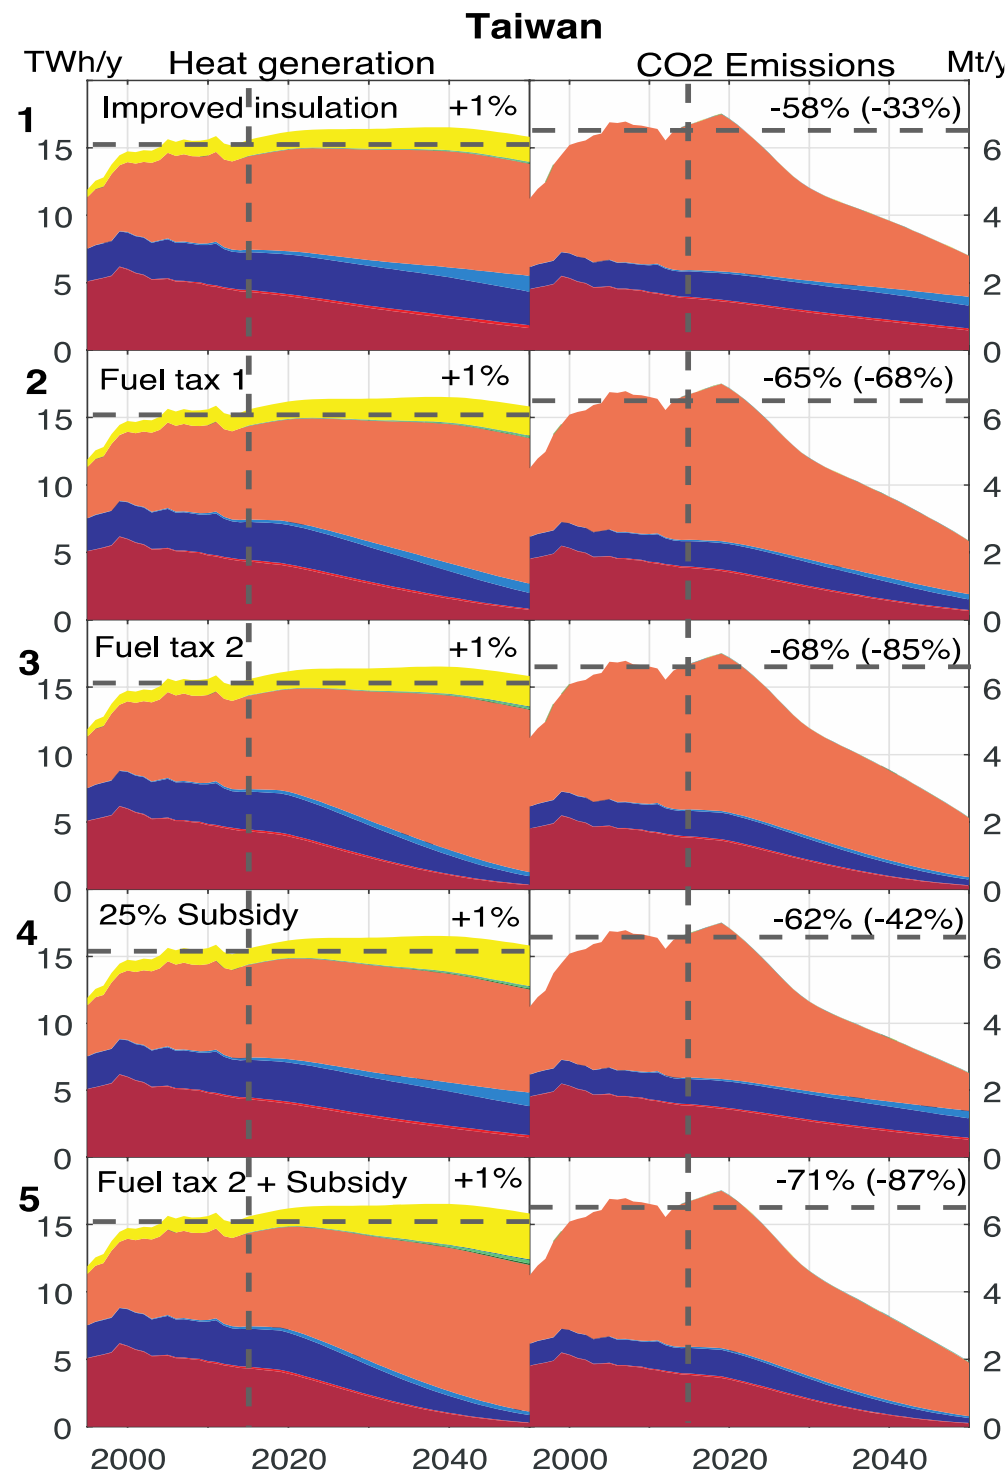 Taiwan
TWh/y Heat generation CO2 Emissions Mt/y
1 Improved insulation +1% -58% (-33%)
15 6
10 4
5 2
0 0
2 Fuel tax 1 +1% -65% (-68%)
15 6
10 4
5 2
0 0
3 Fuel tax 2 +1% -68% (-85%)
15 6
10 4
5 2
0 0
4 25% Subsidy +1% -62% (-42%)
15 6
10 4
5 2
0 0
5 Fuel tax 2 + Subsidy +1% -71% (-87%)
15 6
10 4
5 2
0 0
2000 2020 2040 2000 2020 2040